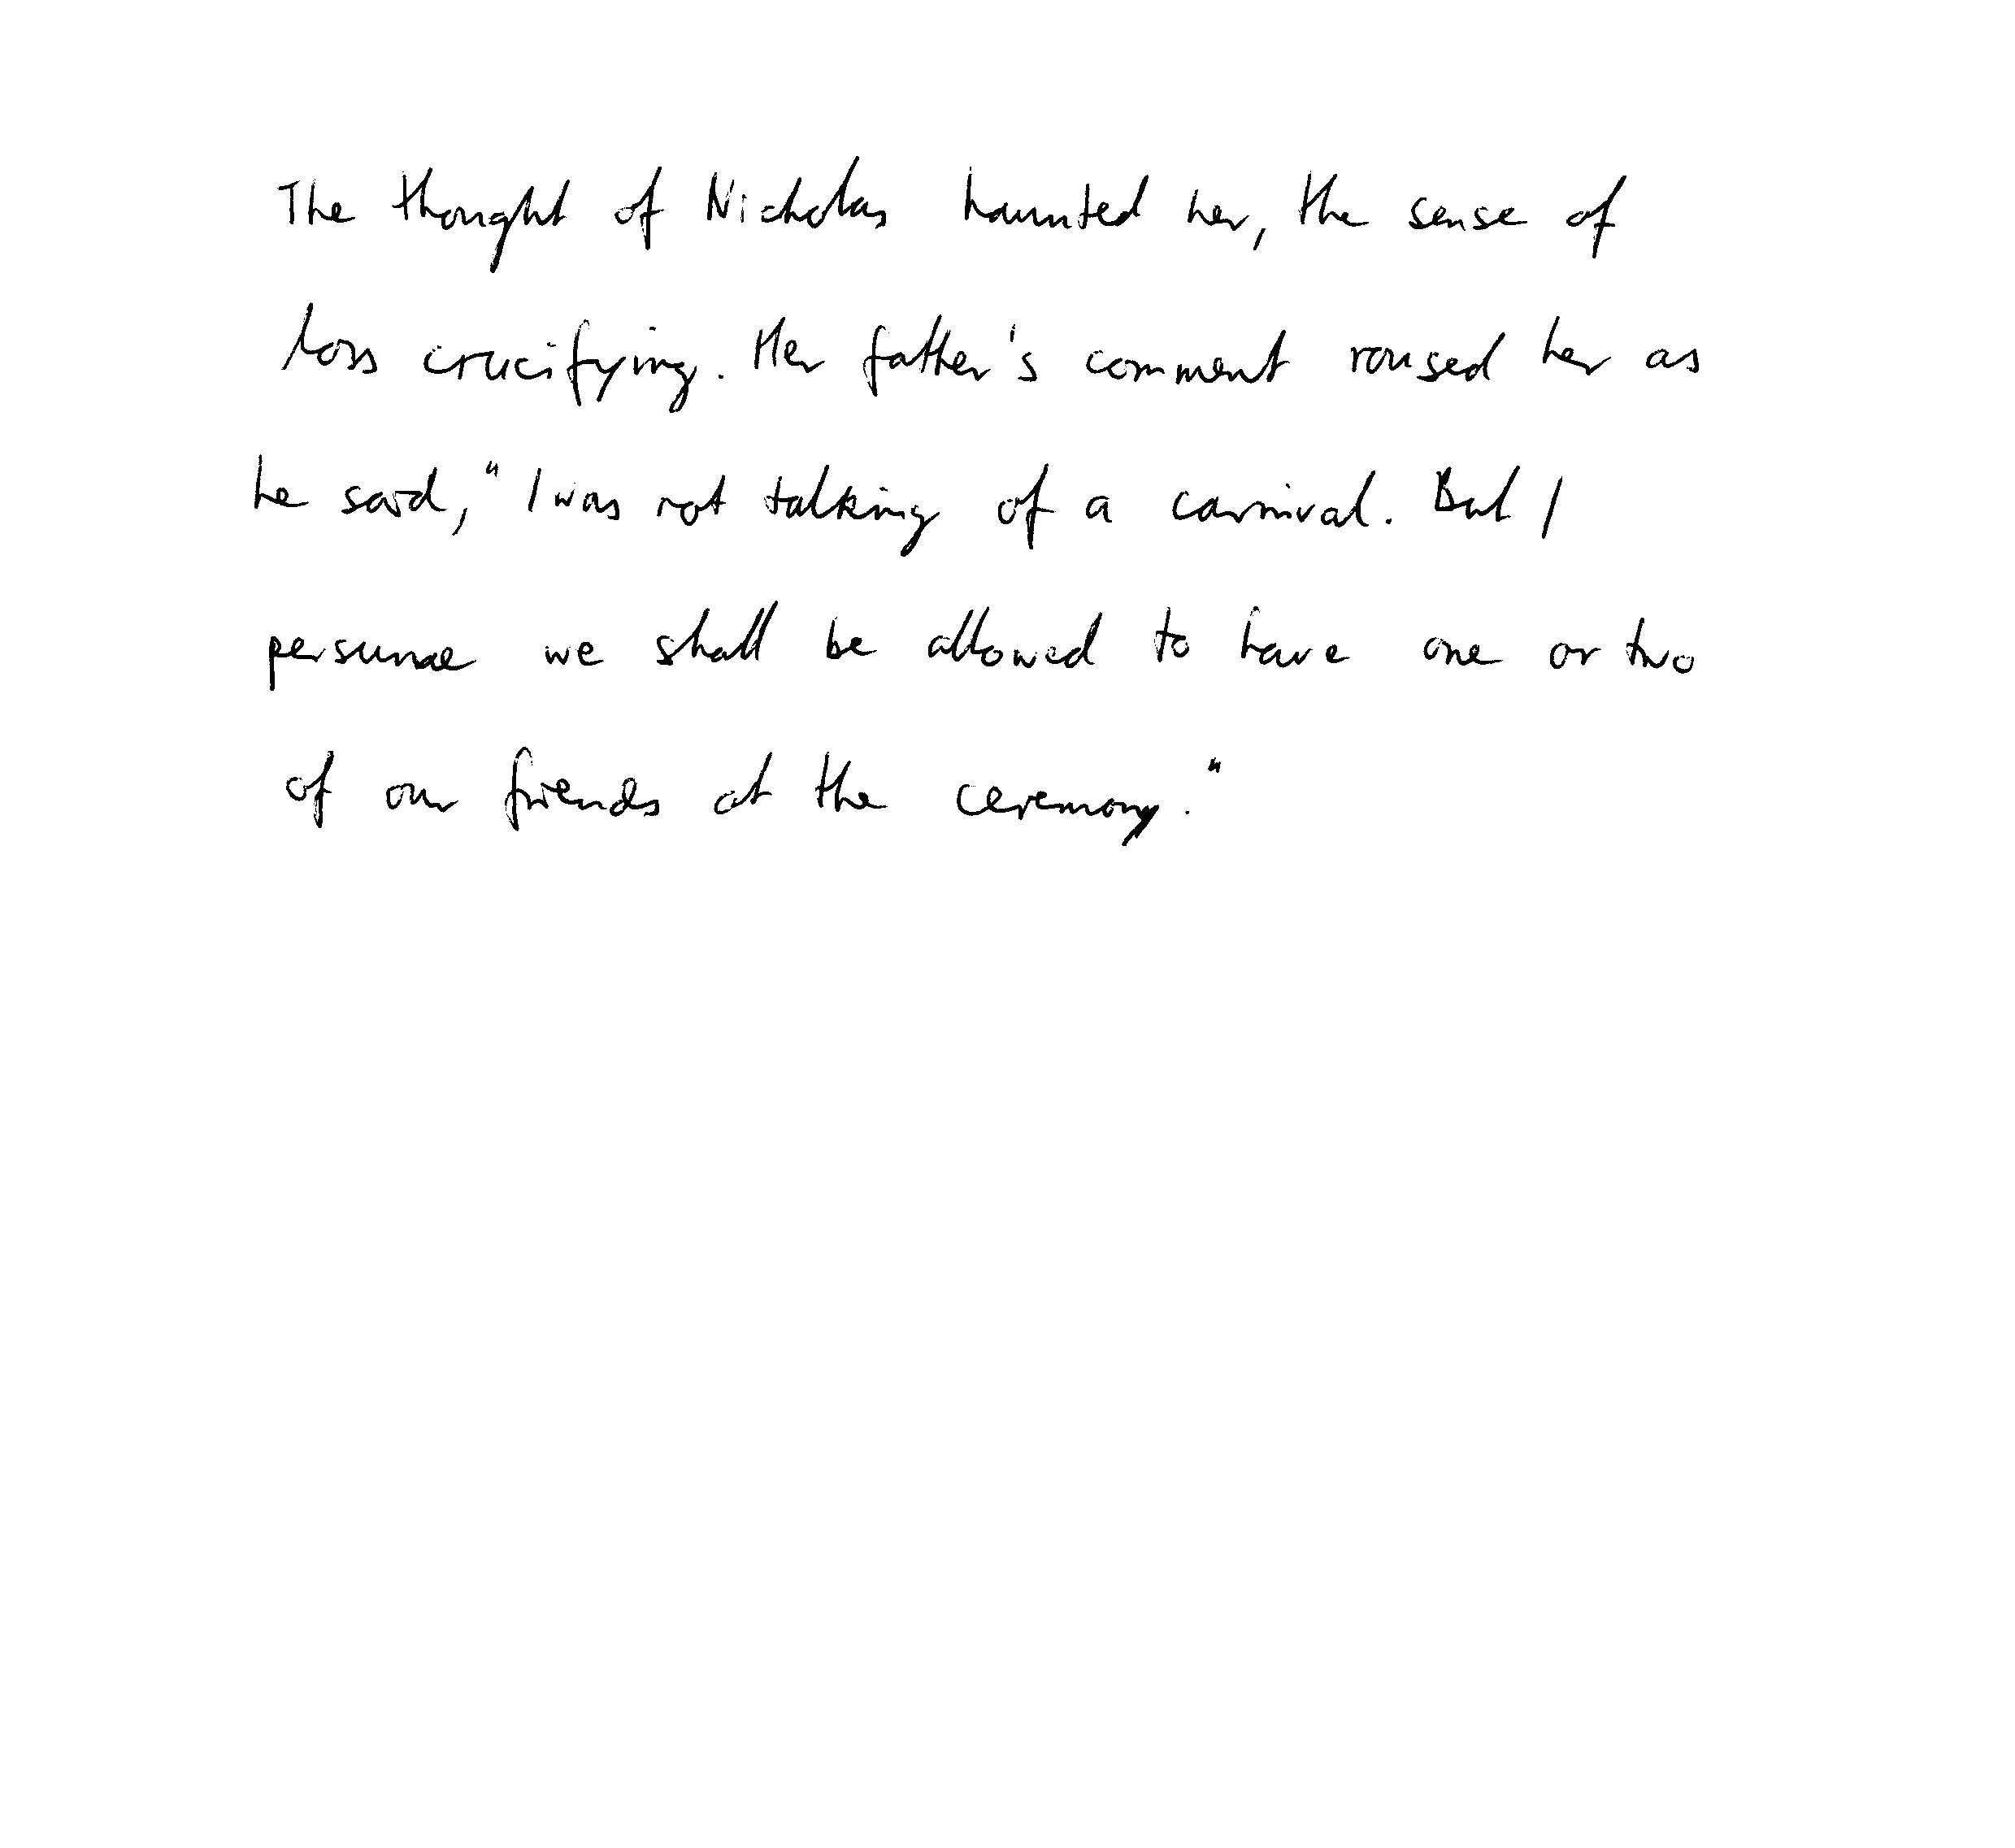 The thought of Nicholas haunted her, the sense of
loss crucifying. Her father's comment roused her as
he said, "I was not talking of a carnival. But I
persume we shall be allowed to have one or two
of our friends at the ceremony."